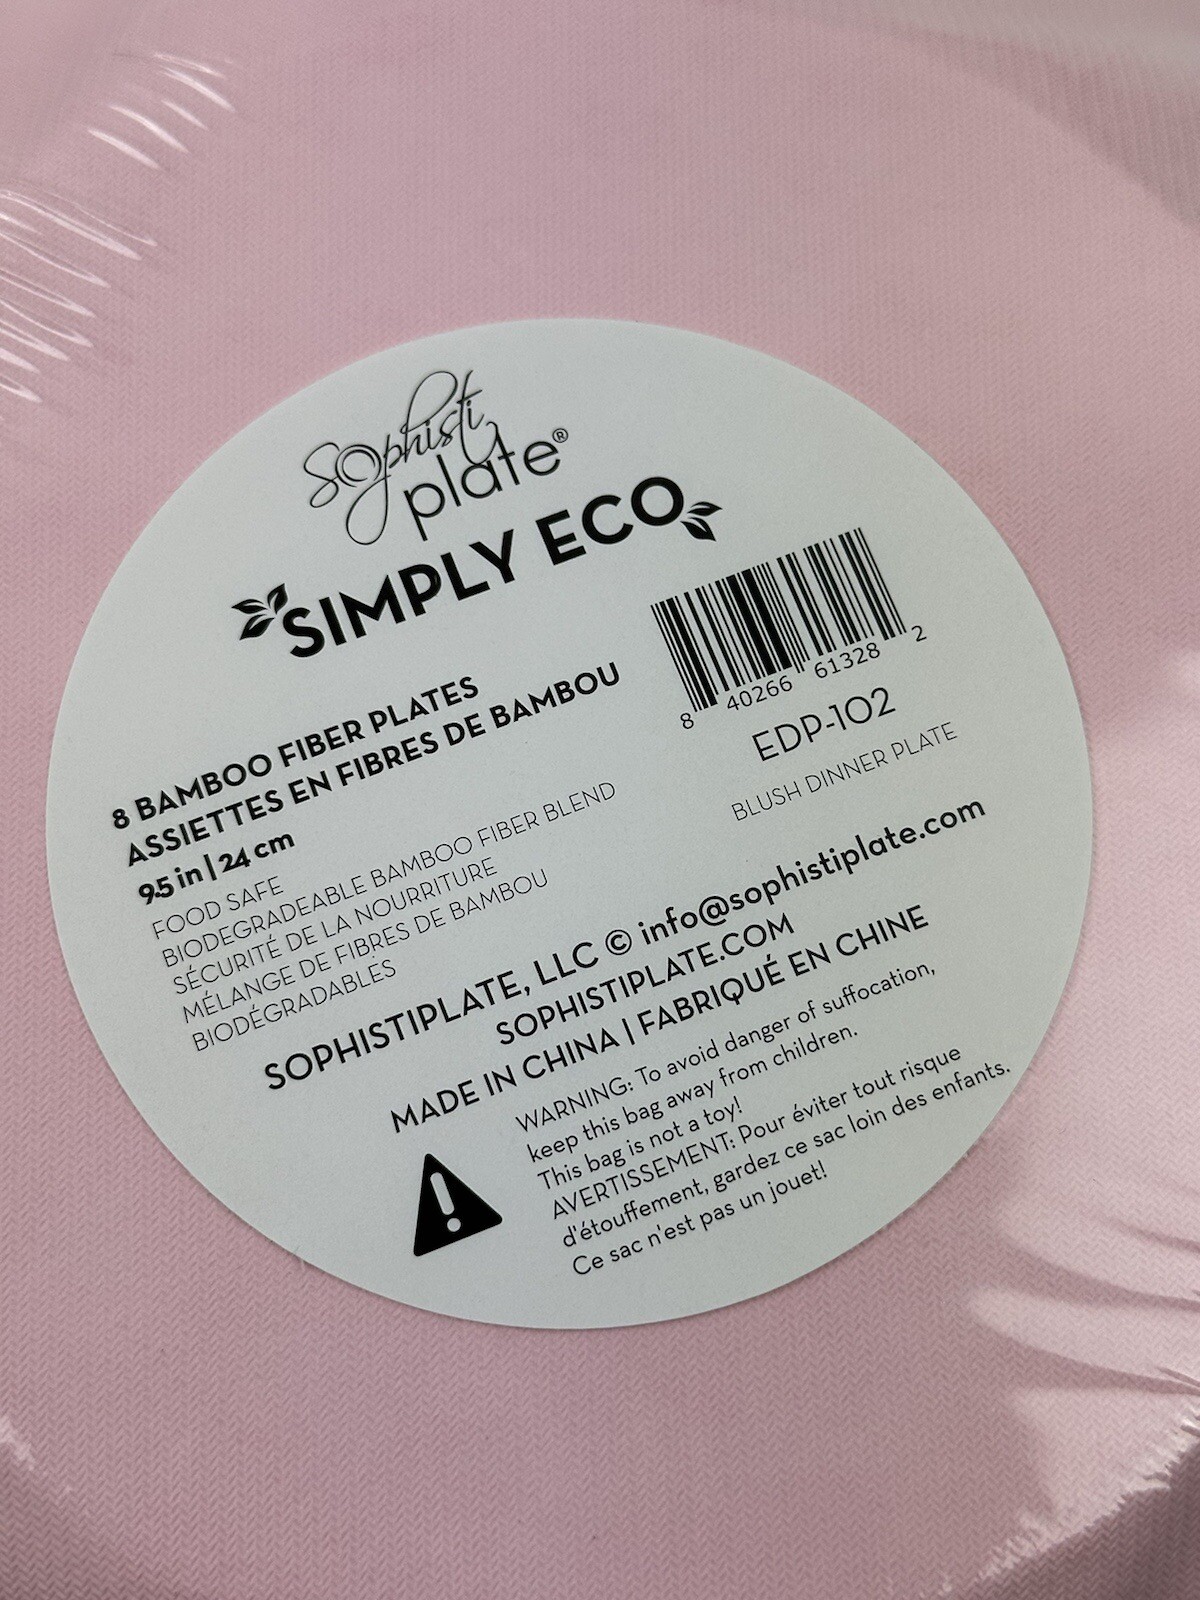 Sophisti
plate®
SIMPLY ECO
8 BAMBOO FIBER PLATES
ASSIETTES EN FIBRES DE BAMBOU
9.5 in | 24 cm
FOOD SAFE
BIODEGRADEABLE BAMBOO FIBER BLEND
SÉCURITÉ DE LA NOURRITURE
MÉLANGE DE FIBRES DE BAMBOU
BIODÉGRADABLES
8 40266 61328 2
EDP-102
BLUSH DINNER PLATE
SOPHISTIPLATE, LLC © info@sophistiplate.com
SOPHISTIPLATE.COM
MADE IN CHINA | FABRIQUÉ EN CHINE
WARNING: To avoid danger of suffocation,
keep this bag away from children.
This bag is not a toy!
AVERTISSEMENT: Pour éviter tout risque
d'étouffement, gardez ce sac loin des enfants.
Ce sac n'est pas un jouet!